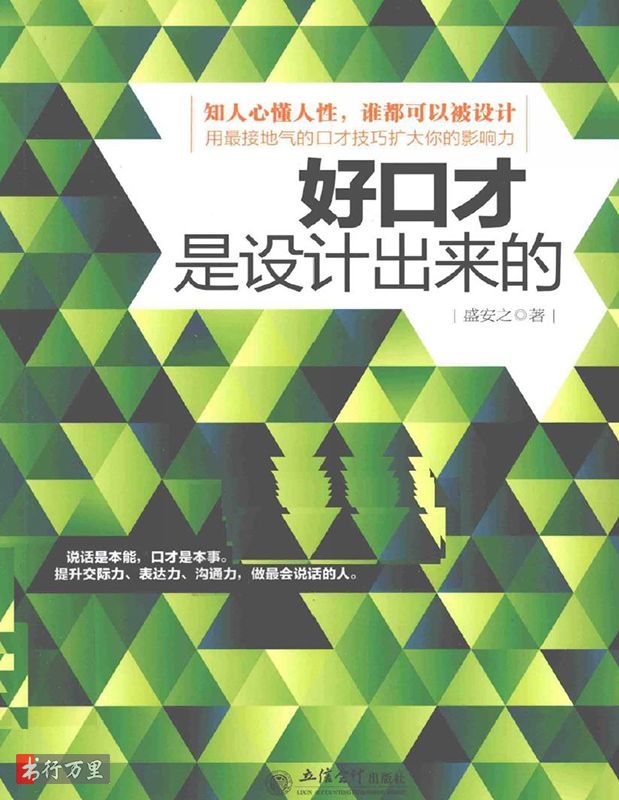 知人心懂人性，谁都可以被设计
用最接地气的口才技巧扩大你的影响力
好口才
是设计出来的
盛安之◎著
说话是本能，口才是本事。
提升交际力、表达力、沟通力，做最会说话的人。
书行万里
立信会计出版社
LIXIN ACCOUNTING PUBLISHING HOUSE